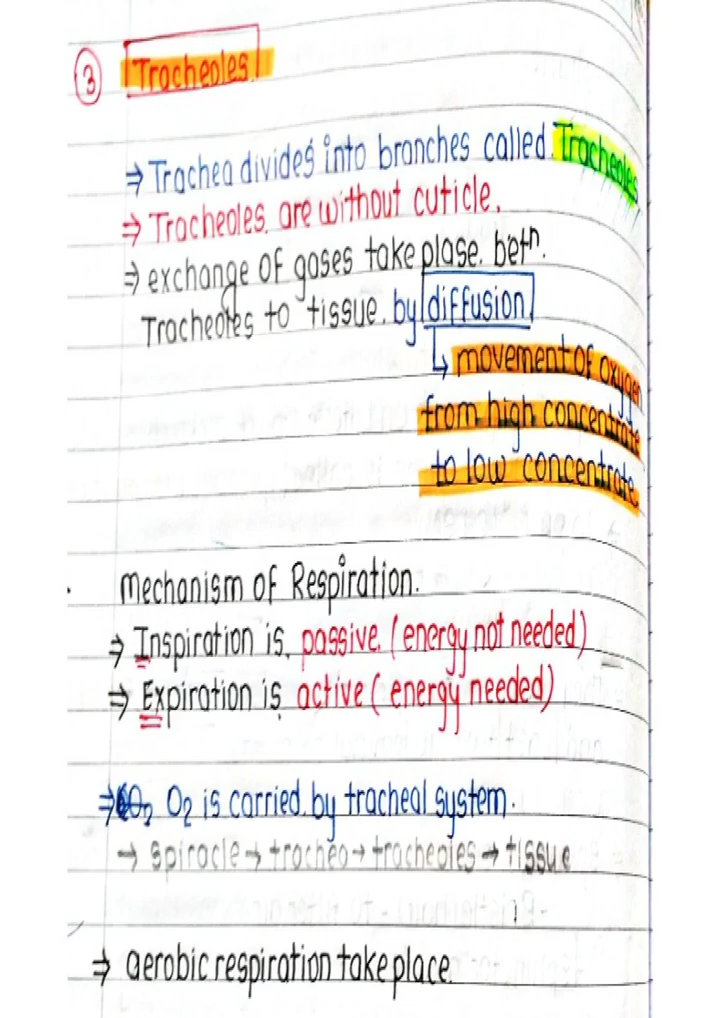 3 Tracheoles.
⇒ Trachea divides into branches called Tracheoles
⇒ Tracheoles are without cuticle.
⇒ exchange of gases take plase. betⁿ.
Tracheoles to tissue. by diffusion
↳ movement of oxygen
from high concentrate
to low concentrate
Mechanism of Respiration.
⇒ Inspiration is passive. (energy not needed)
⇒ Expiration is active (energy needed)
⇒ O₂ is carried by tracheal system.
→ spiracle → trachea → tracheoles → tissue
⇒ aerobic respiration take place.